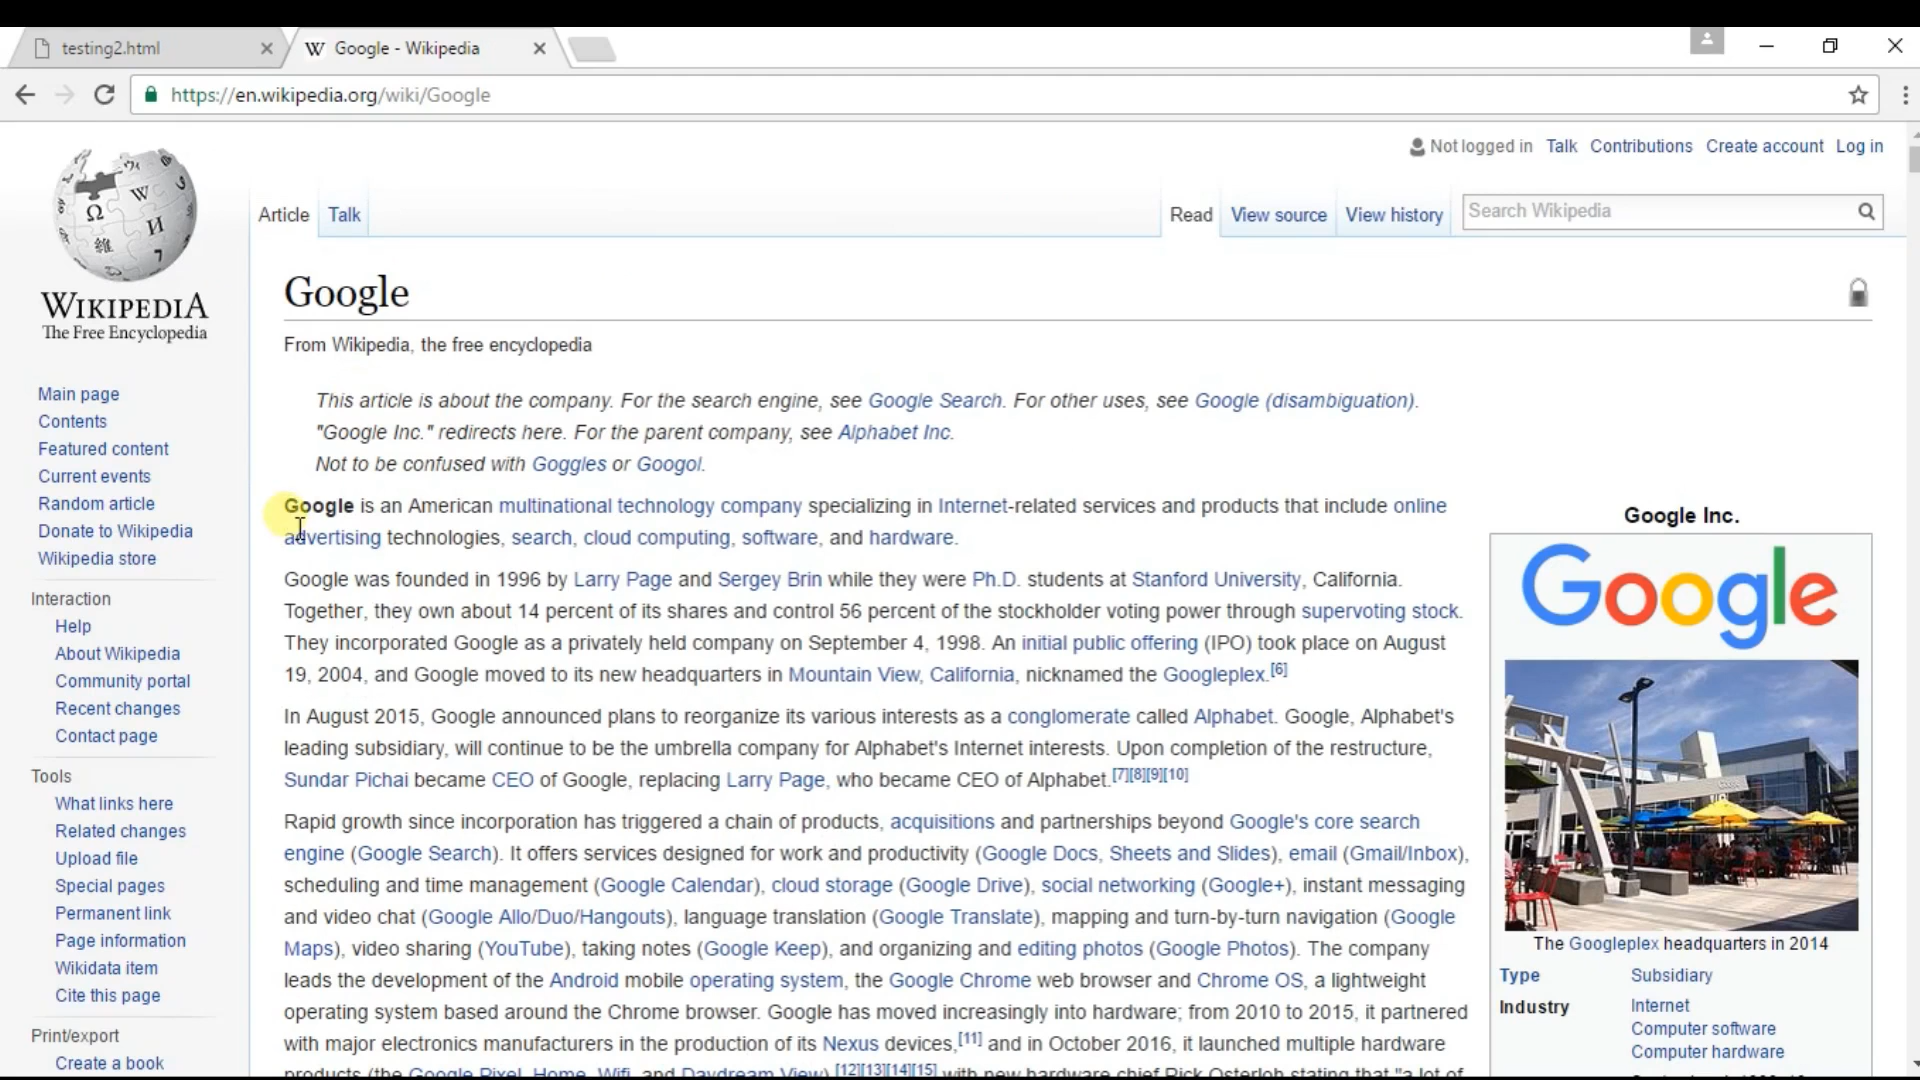 testing2.html
Google - Wikipedia
https://en.wikipedia.org/wiki/Google
Not logged in Talk Contributions Create account Log in
Article Talk Read View source View history Search Wikipedia
WIKIPEDIA
The Free Encyclopedia
Main page
Contents
Featured content
Current events
Random article
Donate to Wikipedia
Wikipedia store
Interaction
Help
About Wikipedia
Community portal
Recent changes
Contact page
Tools
What links here
Related changes
Upload file
Special pages
Permanent link
Page information
Wikidata item
Cite this page
Print/export
Create a book
Google
From Wikipedia, the free encyclopedia
This article is about the company. For the search engine, see Google Search. For other uses, see Google (disambiguation).
"Google Inc." redirects here. For the parent company, see Alphabet Inc.
Not to be confused with Goggles or Googol.
Google is an American multinational technology company specializing in Internet-related services and products that include online
advertising technologies, search, cloud computing, software, and hardware.
Google was founded in 1996 by Larry Page and Sergey Brin while they were Ph.D. students at Stanford University, California.
Together, they own about 14 percent of its shares and control 56 percent of the stockholder voting power through supervoting stock.
They incorporated Google as a privately held company on September 4, 1998. An initial public offering (IPO) took place on August
19, 2004, and Google moved to its new headquarters in Mountain View, California, nicknamed the Googleplex.[6]
In August 2015, Google announced plans to reorganize its various interests as a conglomerate called Alphabet. Google, Alphabet's
leading subsidiary, will continue to be the umbrella company for Alphabet's Internet interests. Upon completion of the restructure,
Sundar Pichai became CEO of Google, replacing Larry Page, who became CEO of Alphabet.[7][8][9][10]
Rapid growth since incorporation has triggered a chain of products, acquisitions and partnerships beyond Google's core search
engine (Google Search). It offers services designed for work and productivity (Google Docs, Sheets and Slides), email (Gmail/Inbox),
scheduling and time management (Google Calendar), cloud storage (Google Drive), social networking (Google+), instant messaging
and video chat (Google Allo/Duo/Hangouts), language translation (Google Translate), mapping and turn-by-turn navigation (Google
Maps), video sharing (YouTube), taking notes (Google Keep), and organizing and editing photos (Google Photos). The company
leads the development of the Android mobile operating system, the Google Chrome web browser and Chrome OS, a lightweight
operating system based around the Chrome browser. Google has moved increasingly into hardware; from 2010 to 2015, it partnered
with major electronics manufacturers in the production of its Nexus devices,[11] and in October 2016, it launched multiple hardware
products (the Google Pixel, Home, Wifi, and Daydream View),[12][13][14][15] with new hardware chief Rick Osterloh stating that "a lot of
Google Inc.
Google
The Googleplex headquarters in 2014
Type Subsidiary
Industry Internet
Computer software
Computer hardware